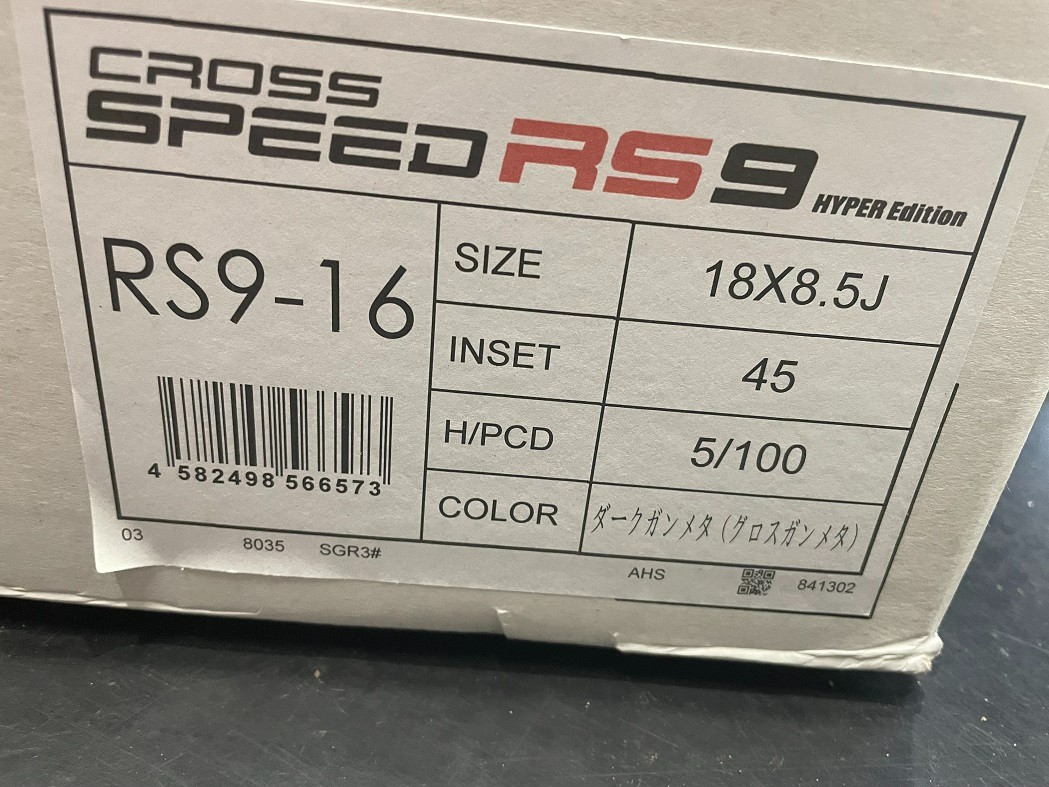 CROSS
SPEED RS9 HYPER Edition
RS9-16
SIZE 18X8.5J
INSET 45
H/PCD 5/100
COLOR ダークガンメタ(グロスガンメタ)
4 582498 566573
03 8035 SGR3# AHS 841302